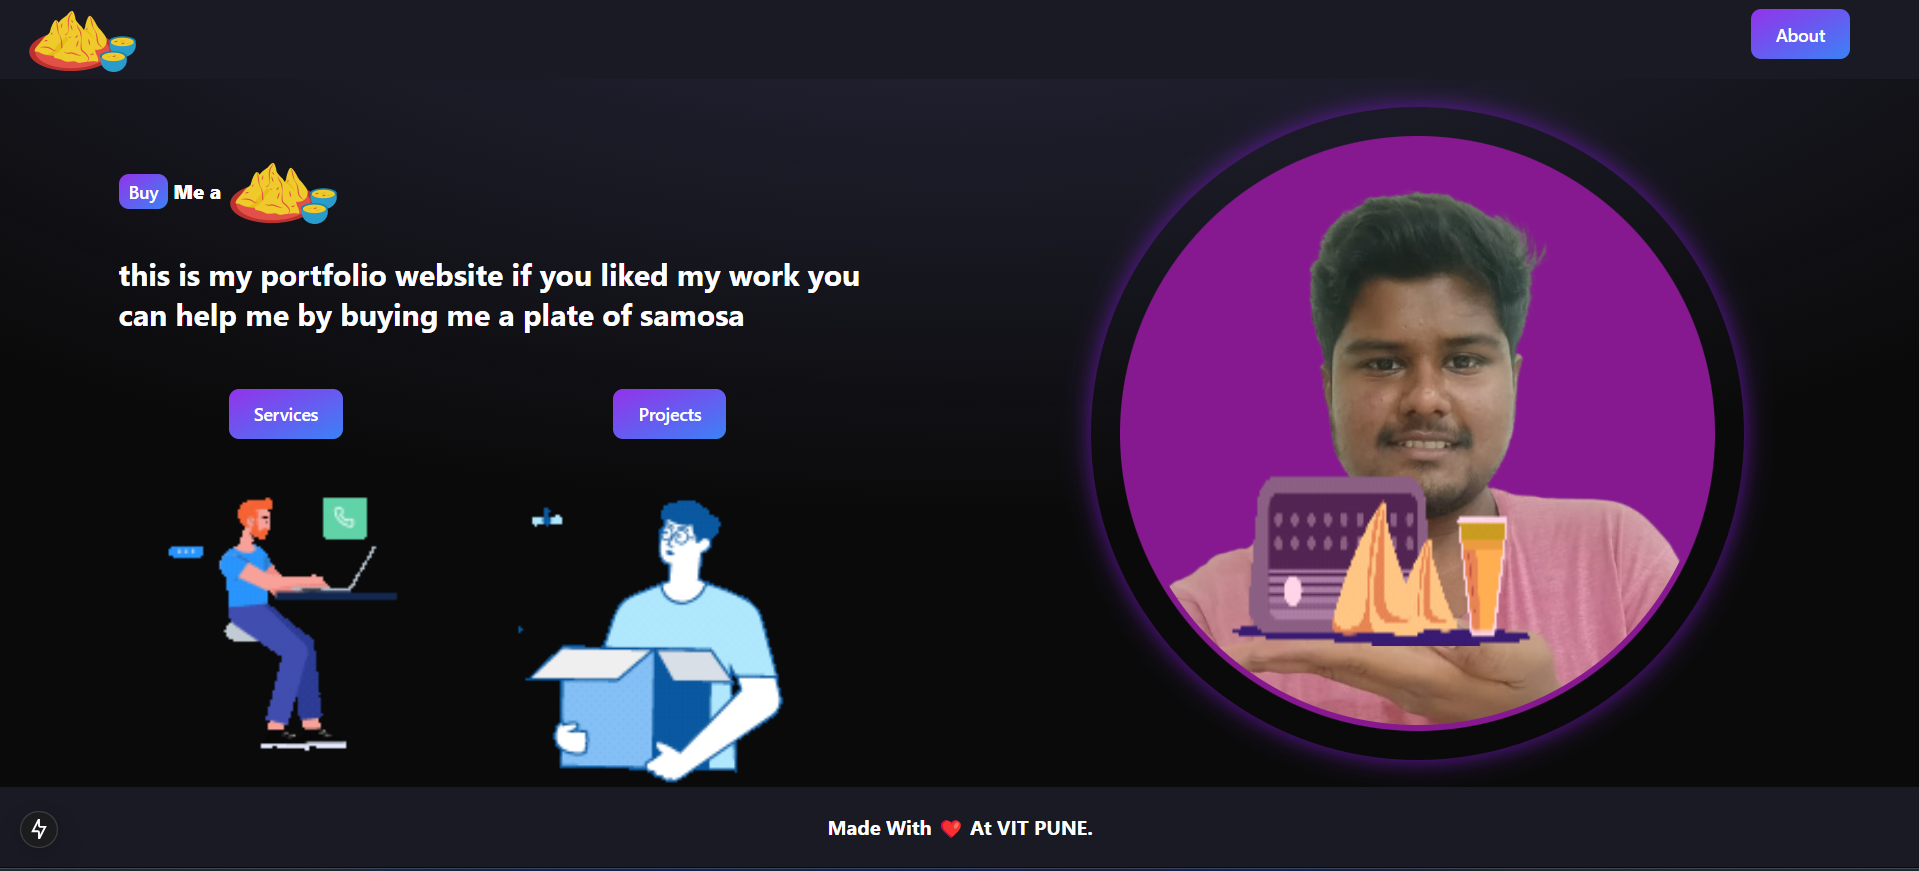 About
Buy Me a
this is my portfolio website if you liked my work you
can help me by buying me a plate of samosa
Services
Projects
Made With ❤️ At VIT PUNE.